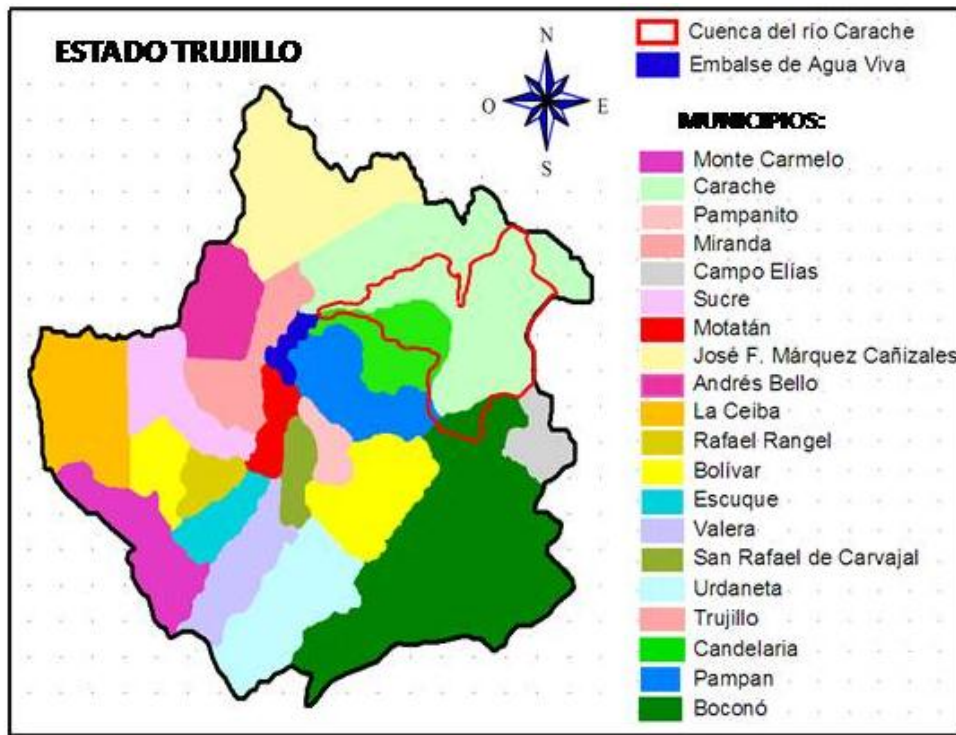 ESTADO TRUJILLO
N
O
E
S
Cuenca del río Carache
Embalse de Agua Viva
MUNICIPIOS:
Monte Carmelo
Carache
Pampanito
Miranda
Campo Elías
Sucre
Motatán
José F. Márquez Cañizales
Andrés Bello
La Ceiba
Rafael Rangel
Bolívar
Escuque
Valera
San Rafael de Carvajal
Urdaneta
Trujillo
Candelaria
Pampan
Boconó